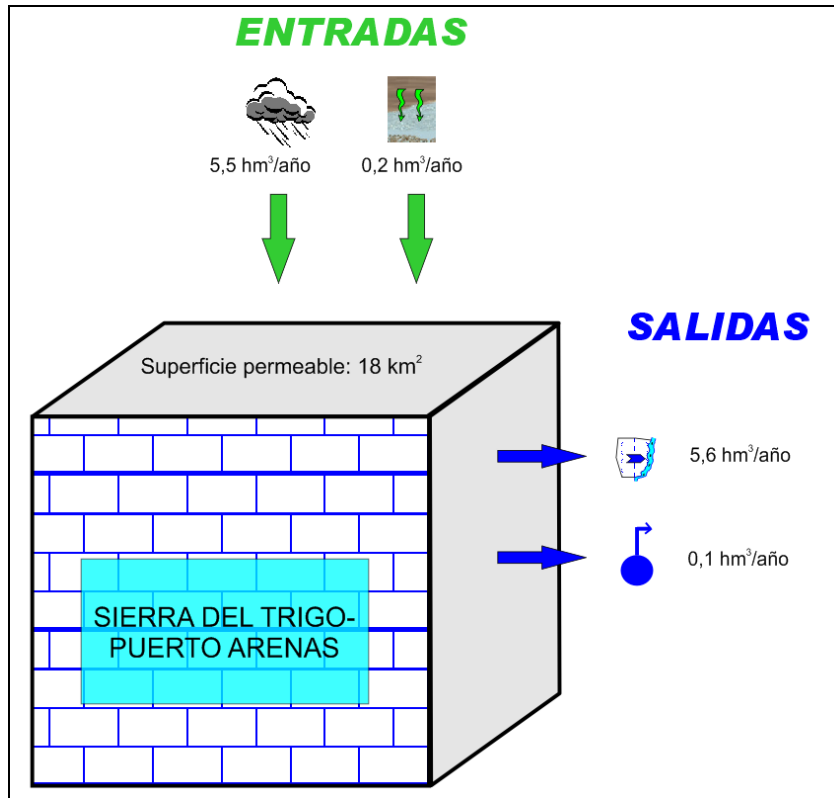 ENTRADAS
5,5 hm³/año 0,2 hm³/año
SALIDAS
Superficie permeable: 18 km²
5,6 hm³/año
0,1 hm³/año
SIERRA DEL TRIGO-
PUERTO ARENAS